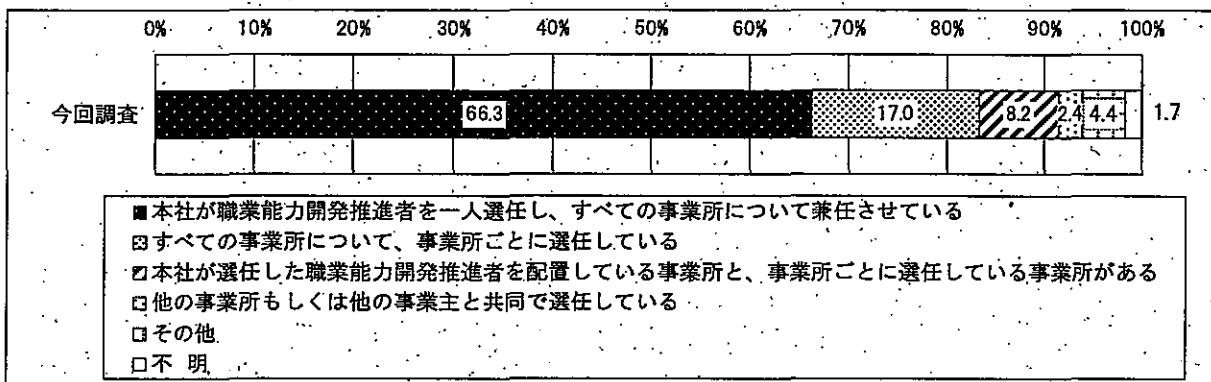 0% 10% 20% 30% 40% 50% 60% 70% 80% 90% 100%
今回調査 66.3 17.0 8.2 2.4 4.4 1.7
■本社が職業能力開発推進者を一人選任し、すべての事業所について兼任させている
すべての事業所について、事業所ごとに選任している
本社が選任した職業能力開発推進者を配置している事業所と、事業所ごとに選任している事業所がある
他の事業所もしくは他の事業主と共同で選任している
その他
□不 明